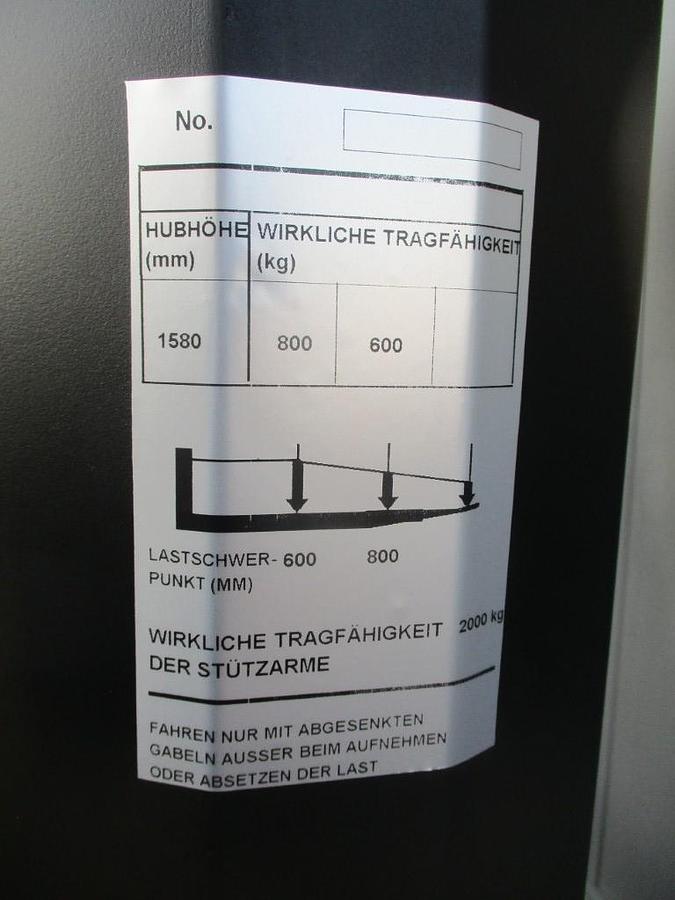 No.
HUBHÖHE WIRKLICHE TRAGFÄHIGKEIT
(mm) (kg)
1580 800 600
LASTSCHWER- 600 800
PUNKT (MM)
WIRKLICHE TRAGFÄHIGKEIT 2000 kg
DER STÜTZARME
FAHREN NUR MIT ABGESENKTEN
GABELN AUSSER BEIM AUFNEHMEN
ODER ABSETZEN DER LAST